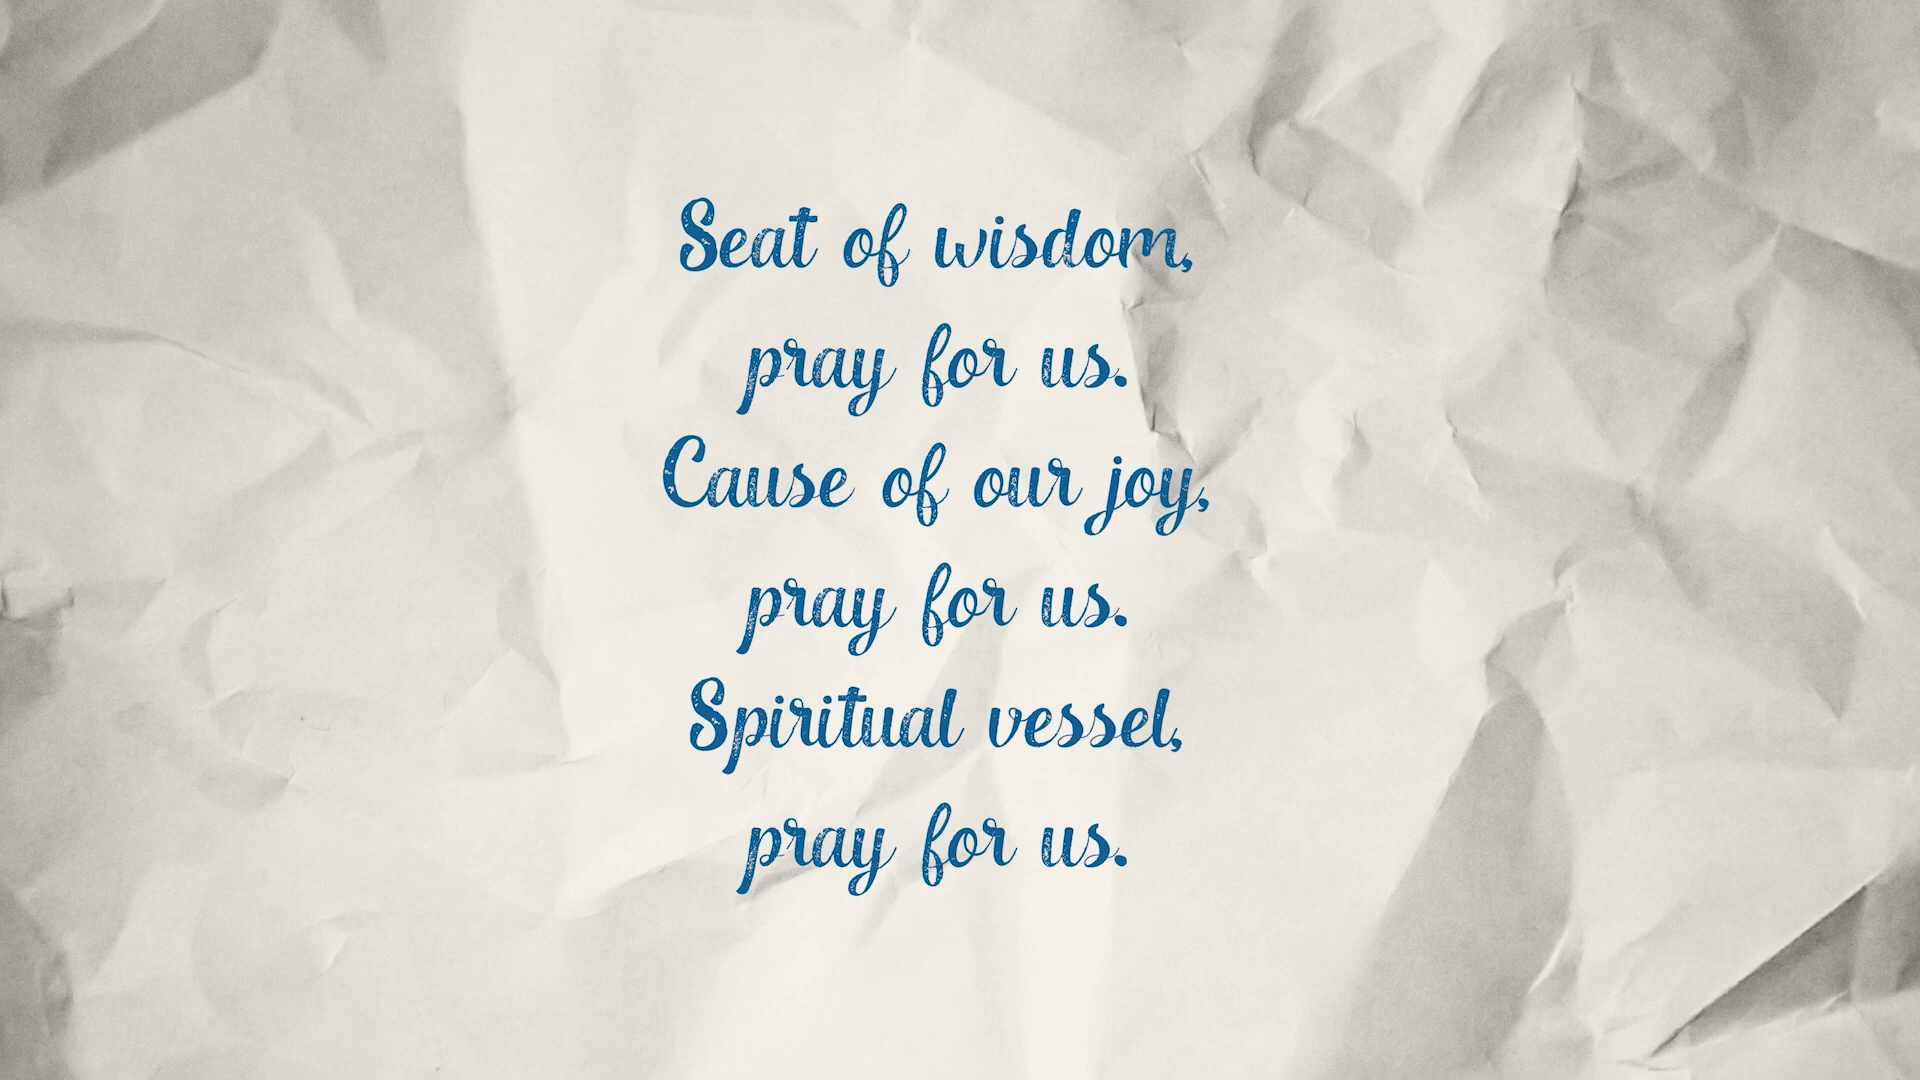 Seat of wisdom,
pray for us.
Cause of our joy,
pray for us.
Spiritual vessel,
pray for us.